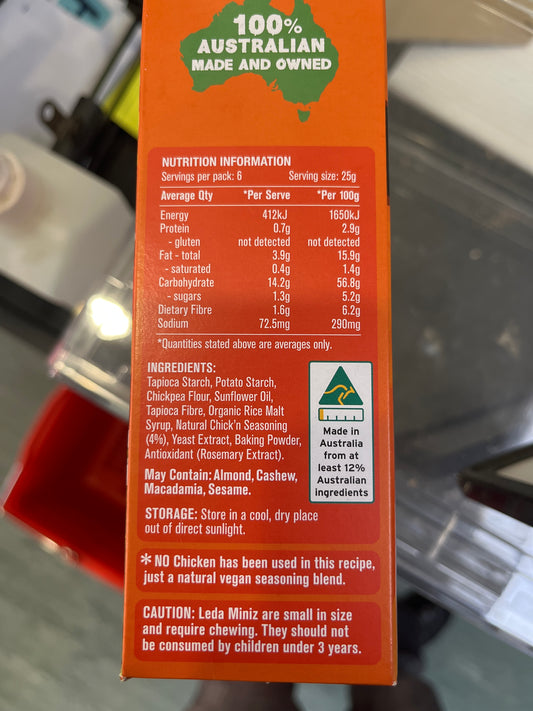 100%
AUSTRALIAN
MADE AND OWNED
NUTRITION INFORMATION
Servings per pack: 6 Serving size: 25g
Average Qty *Per Serve *Per 100g
Energy 412kJ 1650kJ
Protein 0.7g 2.9g
- gluten not detected not detected
Fat - total 3.9g 15.9g
- saturated 0.4g 1.4g
Carbohydrate 14.2g 56.8g
- sugars 1.3g 5.2g
Dietary Fibre 1.6g 6.2g
Sodium 72.5mg 290mg
*Quantities stated above are averages only.
INGREDIENTS:
Tapioca Starch, Potato Starch,
Chickpea Flour, Sunflower Oil,
Tapioca Fibre, Organic Rice Malt
Syrup, Natural Chick'n Seasoning
(4%), Yeast Extract, Baking Powder,
Antioxidant (Rosemary Extract).
May Contain: Almond, Cashew,
Macadamia, Sesame.
Made in
Australia
from at
least 12%
Australian
ingredients
STORAGE: Store in a cool, dry place
out of direct sunlight.
* NO Chicken has been used in this recipe,
just a natural vegan seasoning blend.
CAUTION: Leda Miniz are small in size
and require chewing. They should not
be consumed by children under 3 years.